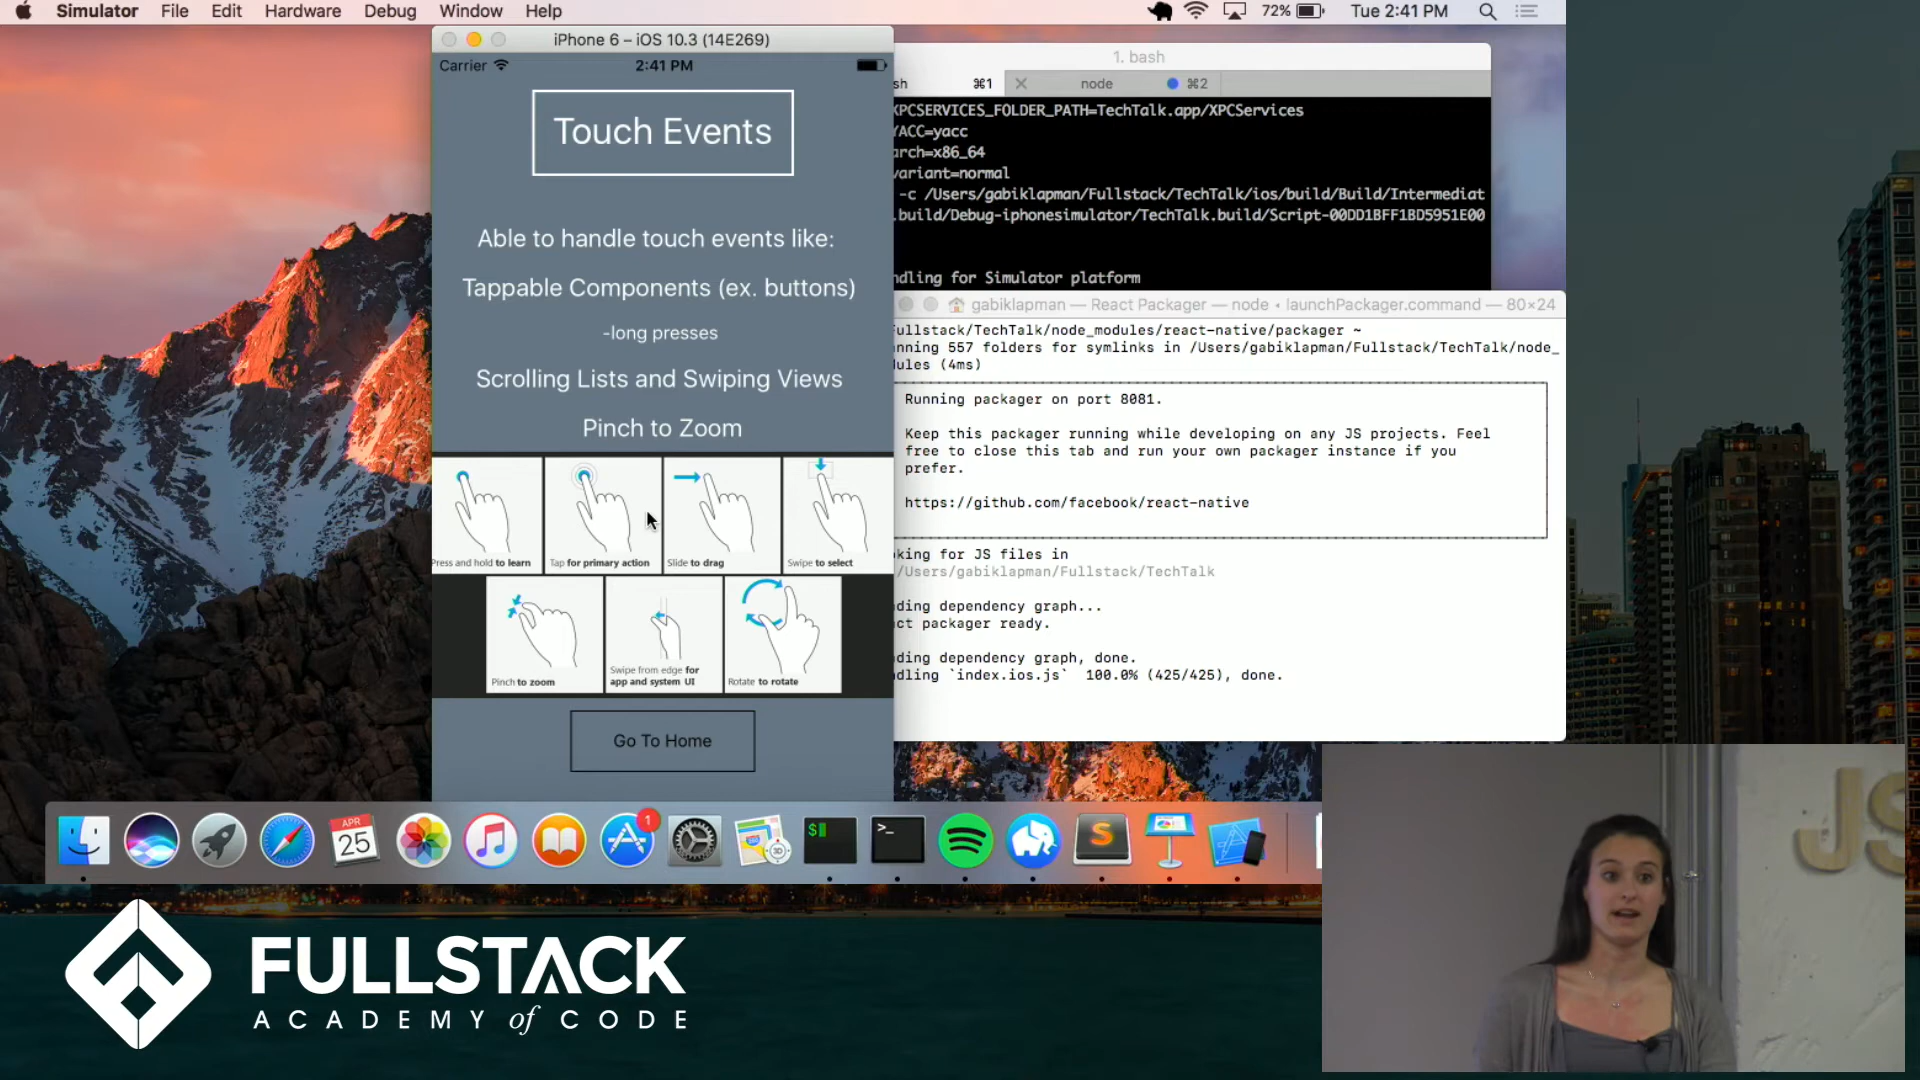 Simulator File Edit Hardware Debug Window Help
72% Tue 2:41 PM
iPhone 6 – iOS 10.3 (14E269)
Carrier 2:41 PM
Touch Events
Able to handle touch events like:
Tappable Components (ex. buttons)
-long presses
Scrolling Lists and Swiping Views
Pinch to Zoom
Press and hold to learn
Tap for primary action
Slide to drag
Swipe to select
Pinch to zoom
Swipe from edge for
app and system UI
Rotate to rotate
Go To Home
1. bash
sh ⌘1 node ⌘2
XPCSERVICES_FOLDER_PATH=TechTalk.app/XPCServices
YACC=yacc
arch=x86_64
variant=normal
-c /Users/gabiklapman/Fullstack/TechTalk/ios/build/Build/Intermediat
.build/Debug-iphonesimulator/TechTalk.build/Script-00DD1BFF1BD5951E00
ndling for Simulator platform
gabiklapman — React Packager — node ◂ launchPackager.command — 80×24
Fullstack/TechTalk/node_modules/react-native/packager ~
nning 557 folders for symlinks in /Users/gabiklapman/Fullstack/TechTalk/node_
ules (4ms)
Running packager on port 8081.
Keep this packager running while developing on any JS projects. Feel
free to close this tab and run your own packager instance if you
prefer.
https://github.com/facebook/react-native
king for JS files in
/Users/gabiklapman/Fullstack/TechTalk
ding dependency graph...
ct packager ready.
ding dependency graph, done.
dling `index.ios.js` 100.0% (425/425), done.
APR
25
1
3D
$
>_
S
JS
FULLSTACK
ACADEMY of CODE